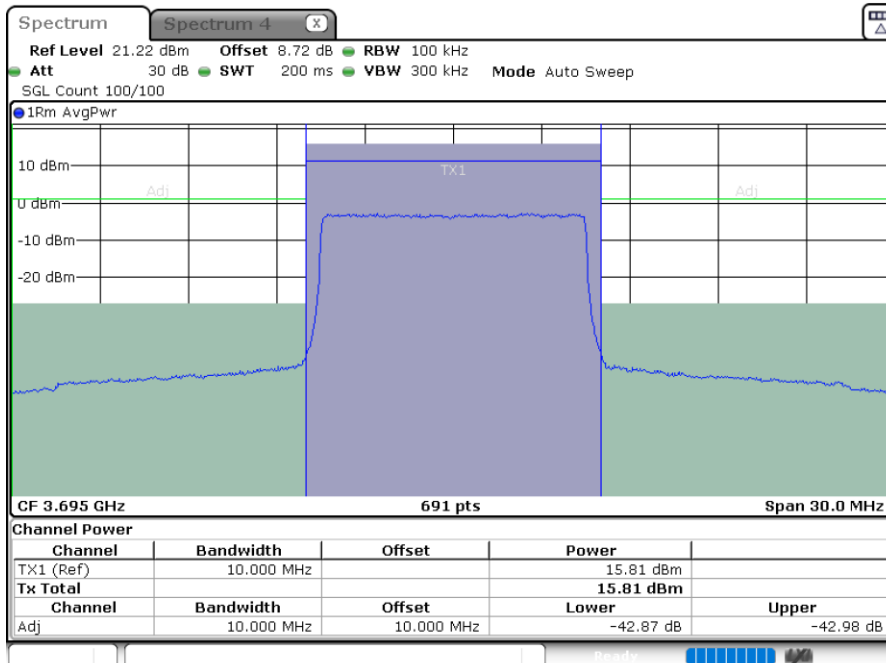 Spectrum Spectrum 4 X
Ref Level 21.22 dBm Offset 8.72 dB RBW 100 kHz
Att 30 dB SWT 200 ms VBW 300 kHz Mode Auto Sweep
SGL Count 100/100
1Rm AvgPwr
10 dBm
TX1
Adj Adj
0 dBm
-10 dBm
-20 dBm
CF 3.695 GHz 691 pts Span 30.0 MHz
Channel Power
Channel Bandwidth Offset Power
TX1 (Ref) 10.000 MHz 15.81 dBm
Tx Total 15.81 dBm
Channel Bandwidth Offset Lower Upper
Adj 10.000 MHz 10.000 MHz -42.87 dB -42.98 dB
Ready